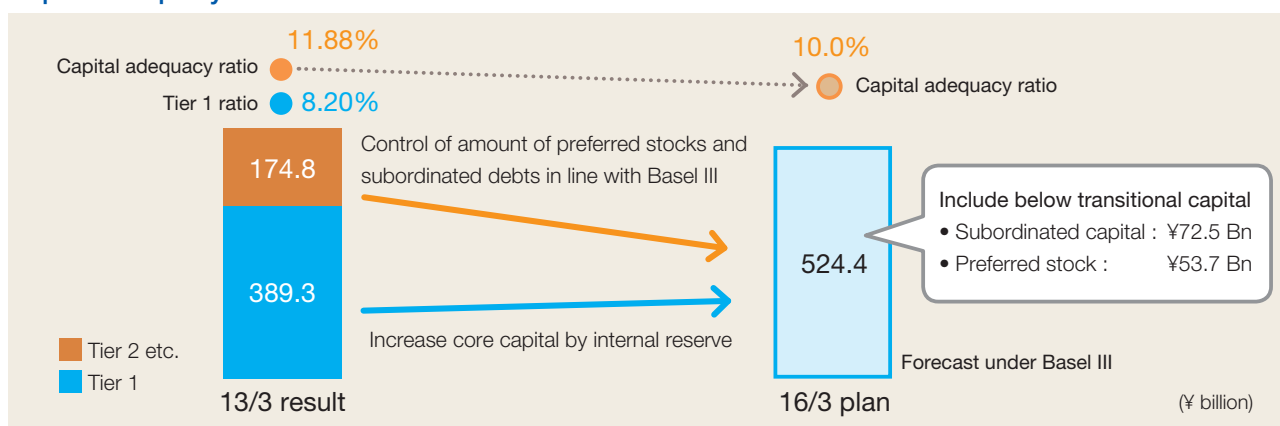 11.88%
Capital adequacy ratio
Tier 1 ratio
8.20%
10.0%
Capital adequacy ratio
174.8
389.3
Control of amount of preferred stocks and
subordinated debts in line with Basel III
Increase core capital by internal reserve
524.4
Include below transitional capital
• Subordinated capital : ¥72.5 Bn
• Preferred stock : ¥53.7 Bn
Forecast under Basel III
Tier 2 etc.
Tier 1
13/3 result
16/3 plan
(¥ billion)